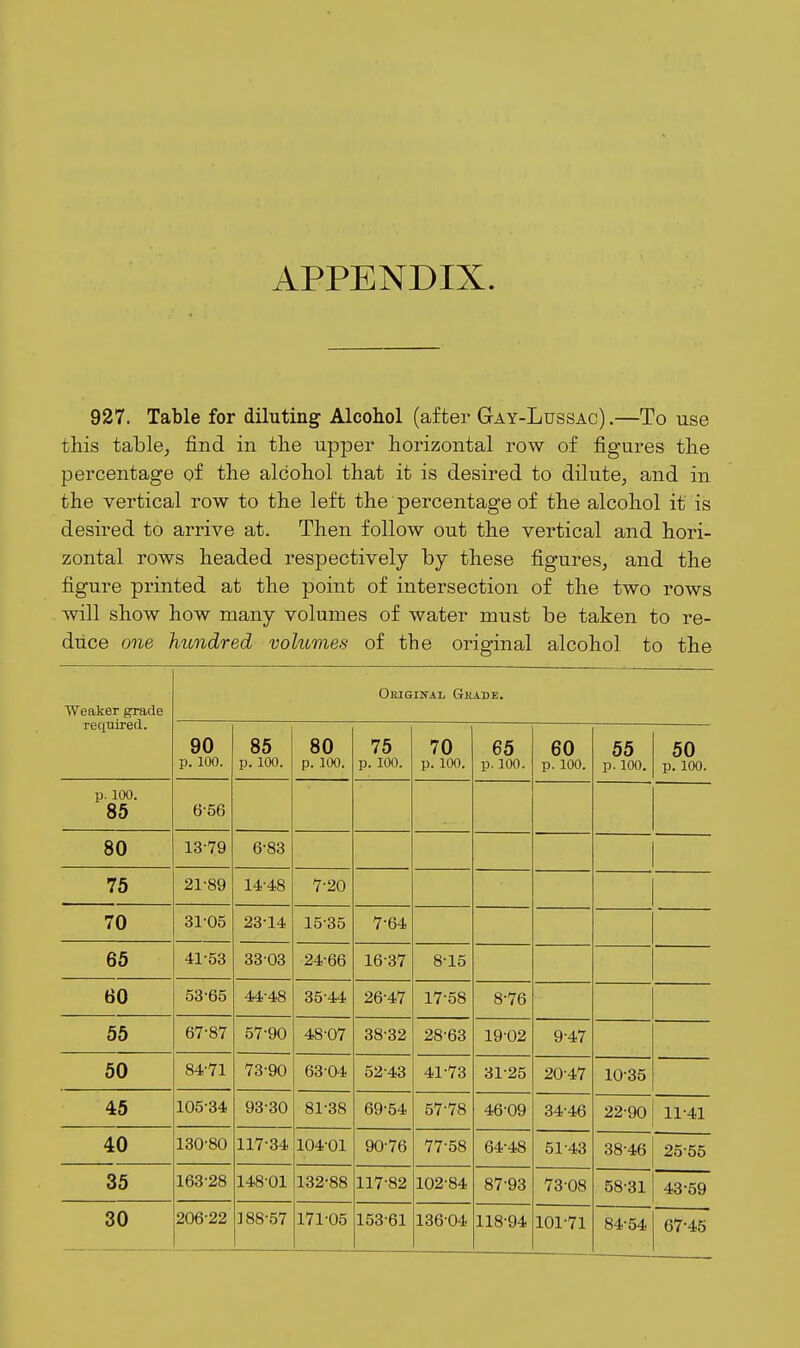 APPENDIX.
927. Table for diluting Alcohol (after Gay-Lussac).—To use
this table, find in the upper horizontal row of figures the
percentage of the alcohol that it is desired to dilute, and in
the vertical row to the left the percentage of the alcohol it is
desired to arrive at. Then follow out the vertical and hori-
zontal rows headed respectively by these figures, and the
figure printed at the point of intersection of the two rows
will show how many volumes of water must be taken to re-
duce one hundred volumes of the original alcohol to the
Weaker grade
required.
Original Grade.
90 85 80 75 70 65 60 55 50
p. 100. p. 100. p. 100. p. 100. p. 100. p. 100. p. 100. p. 100. p. 100.
p. 100.
85 6·56
80 13·79 6·83
75 21·89 14·48 7·20
70 31·05 23·14 15·35 7·64
65 41·53 33·03 24·66 16·37 8·15
60 53·65 44·48 35·44 26·47 17·58 8·76
55 67·87 57·90 48·07 38·32 28·63 19·02 9·47
50 84·71 73·90 63·04 52·43 41·73 31·25 20·47 10·35
45 105·34 93·30 81·38 69·54 57·78 46·09 34·46 22·90 11·41
40 130·80 117·34 104·01 90·76 77·58 64·48 51·43 38·46 25·55
35 163·28 148·01 132·88 117·82 102·84 87·93 73·08 58·31 43·59
30 206·22 188·57 171·05 153·61 136·04 118·94 101·71 84·54 67·45